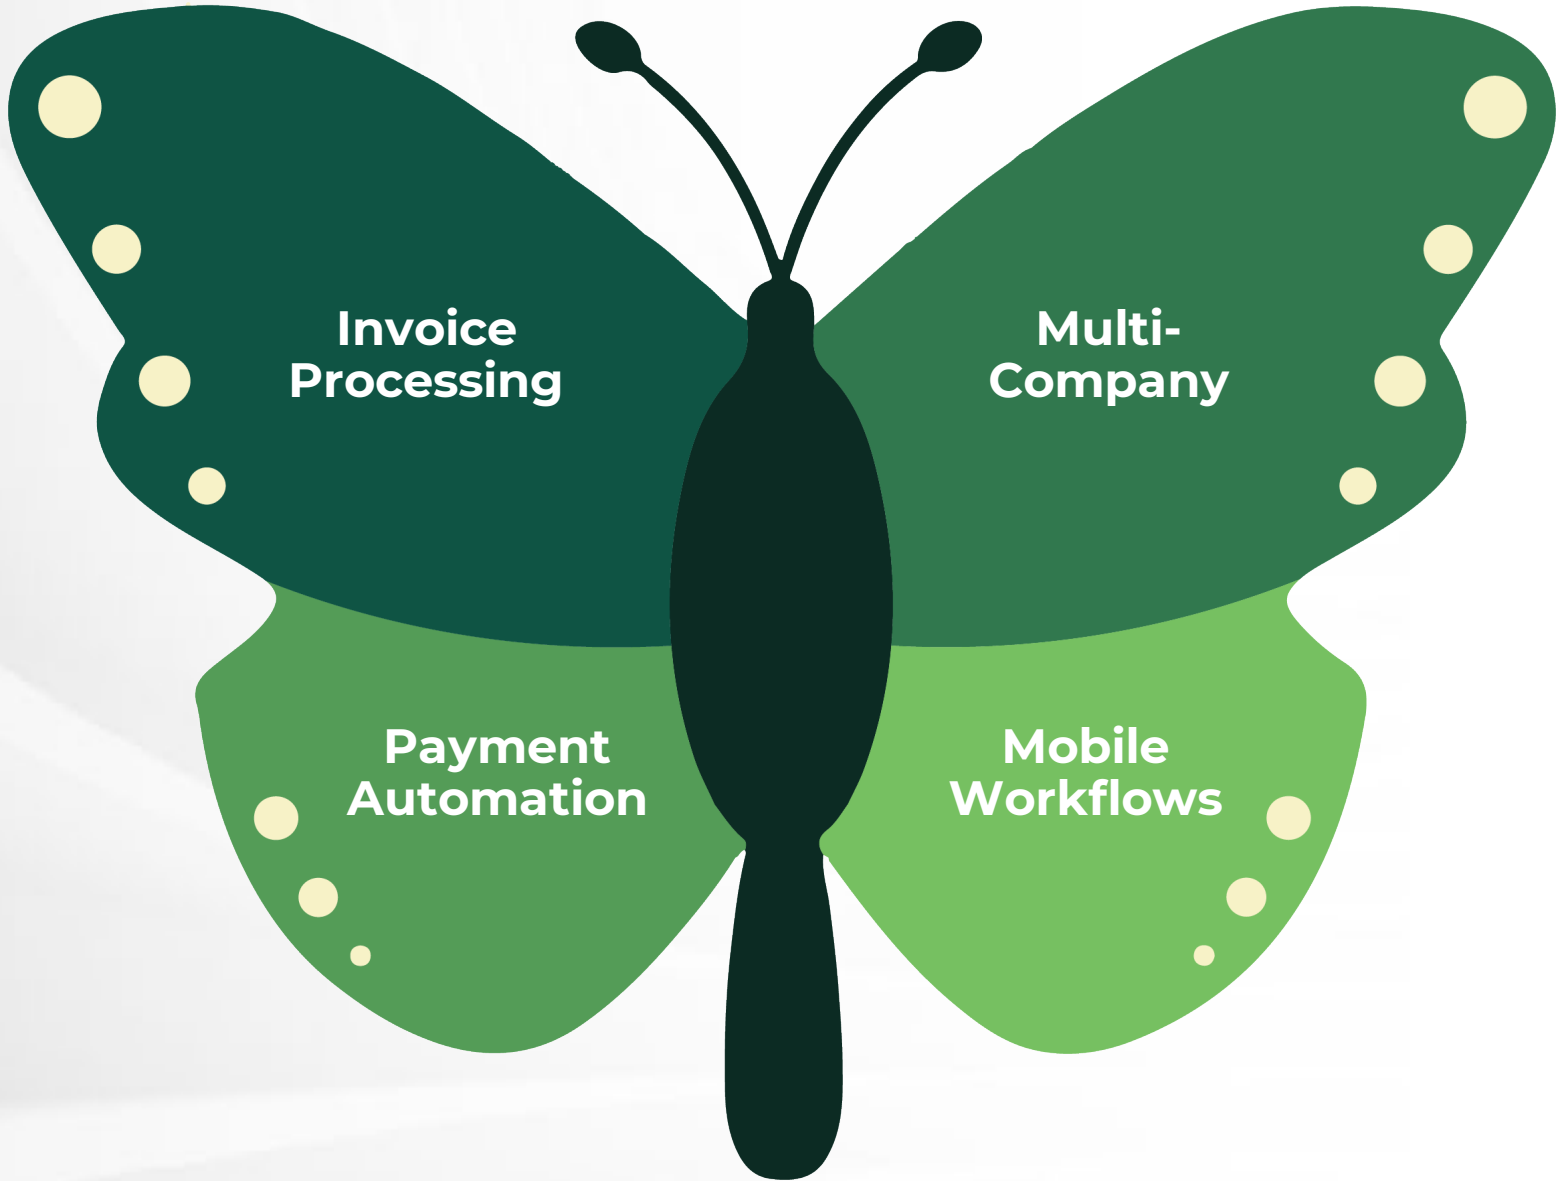 Invoice
Processing
Multi-
Company
Payment
Automation
Mobile
Workflows